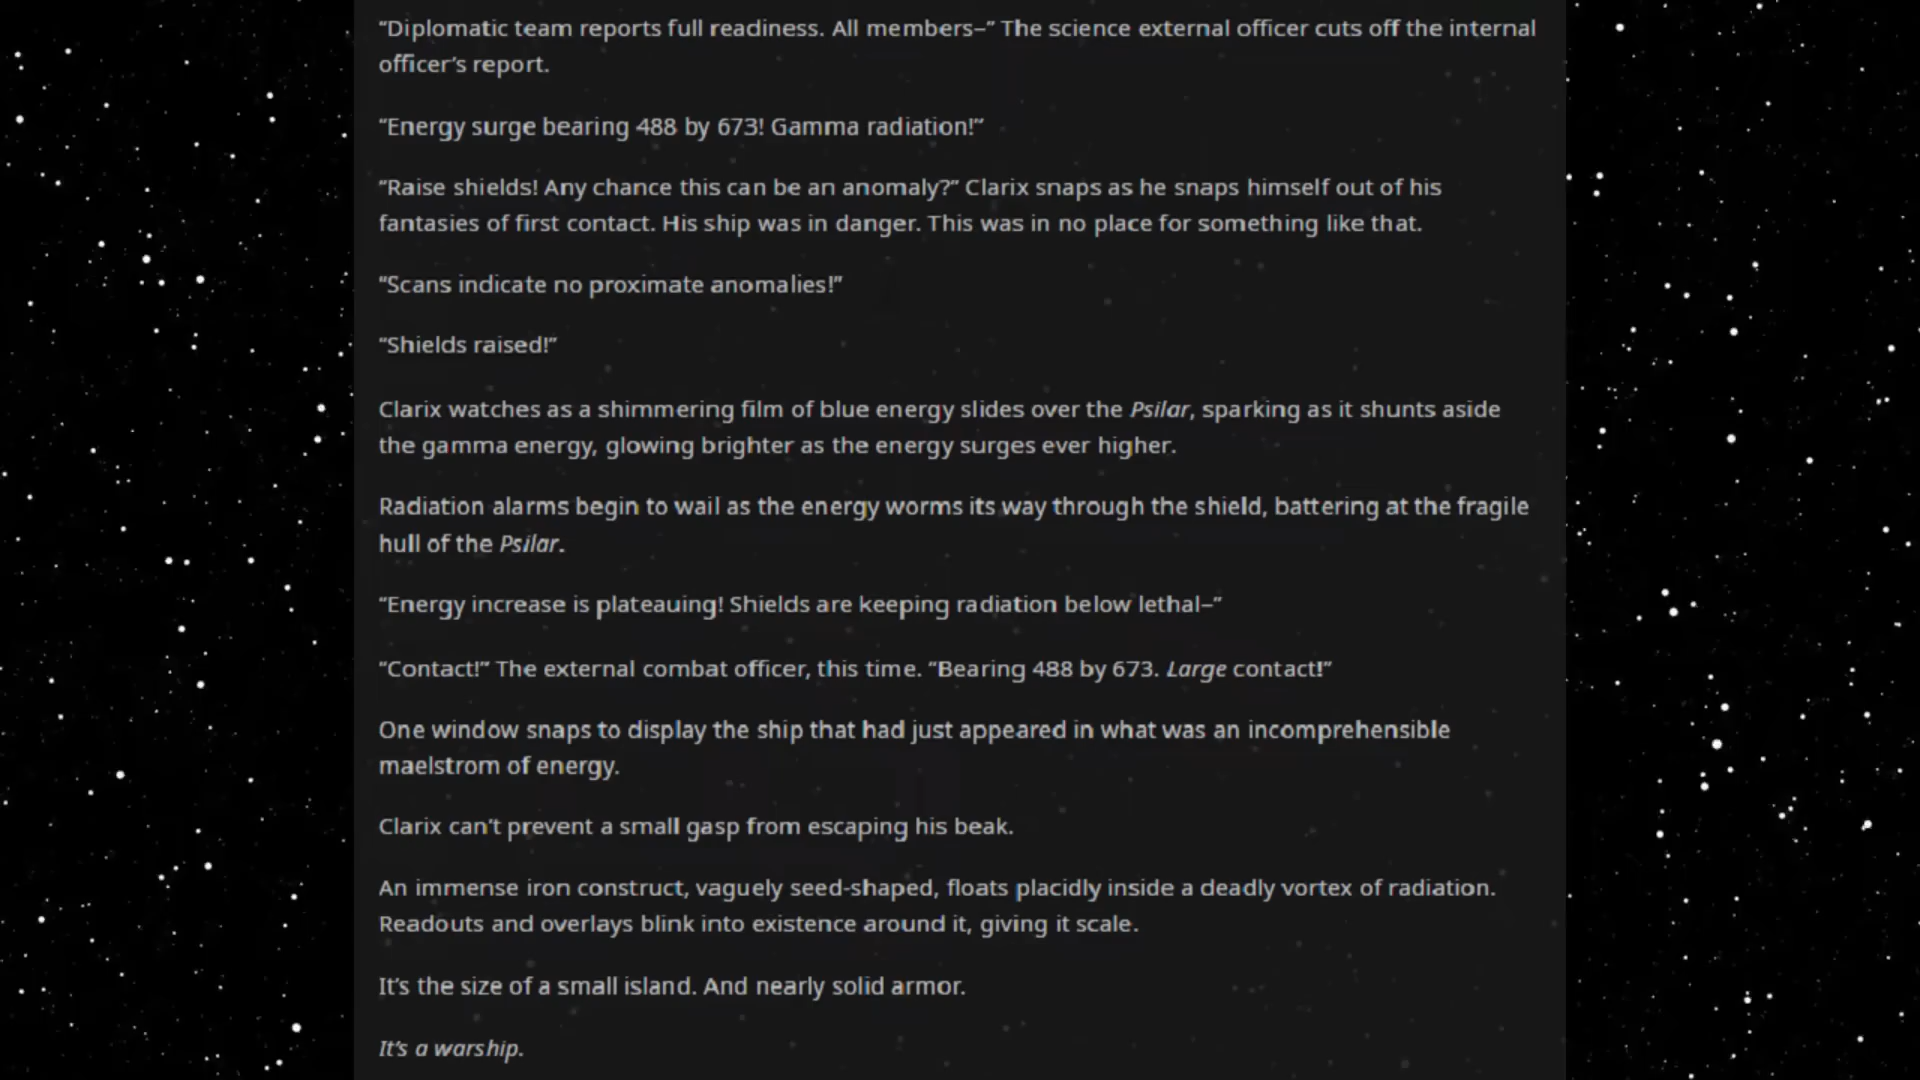 “Diplomatic team reports full readiness. All members–” The science external officer cuts off the internal
officer’s report.
“Energy surge bearing 488 by 673! Gamma radiation!”
“Raise shields! Any chance this can be an anomaly?” Clarix snaps as he snaps himself out of his
fantasies of first contact. His ship was in danger. This was in no place for something like that.
“Scans indicate no proximate anomalies!”
“Shields raised!”
Clarix watches as a shimmering film of blue energy slides over the Psilar, sparking as it shunts aside
the gamma energy, glowing brighter as the energy surges ever higher.
Radiation alarms begin to wail as the energy worms its way through the shield, battering at the fragile
hull of the Psilar.
“Energy increase is plateauing! Shields are keeping radiation below lethal–”
“Contact!” The external combat officer, this time. “Bearing 488 by 673. Large contact!”
One window snaps to display the ship that had just appeared in what was an incomprehensible
maelstrom of energy.
Clarix can’t prevent a small gasp from escaping his beak.
An immense iron construct, vaguely seed-shaped, floats placidly inside a deadly vortex of radiation.
Readouts and overlays blink into existence around it, giving it scale.
It’s the size of a small island. And nearly solid armor.
It’s a warship.